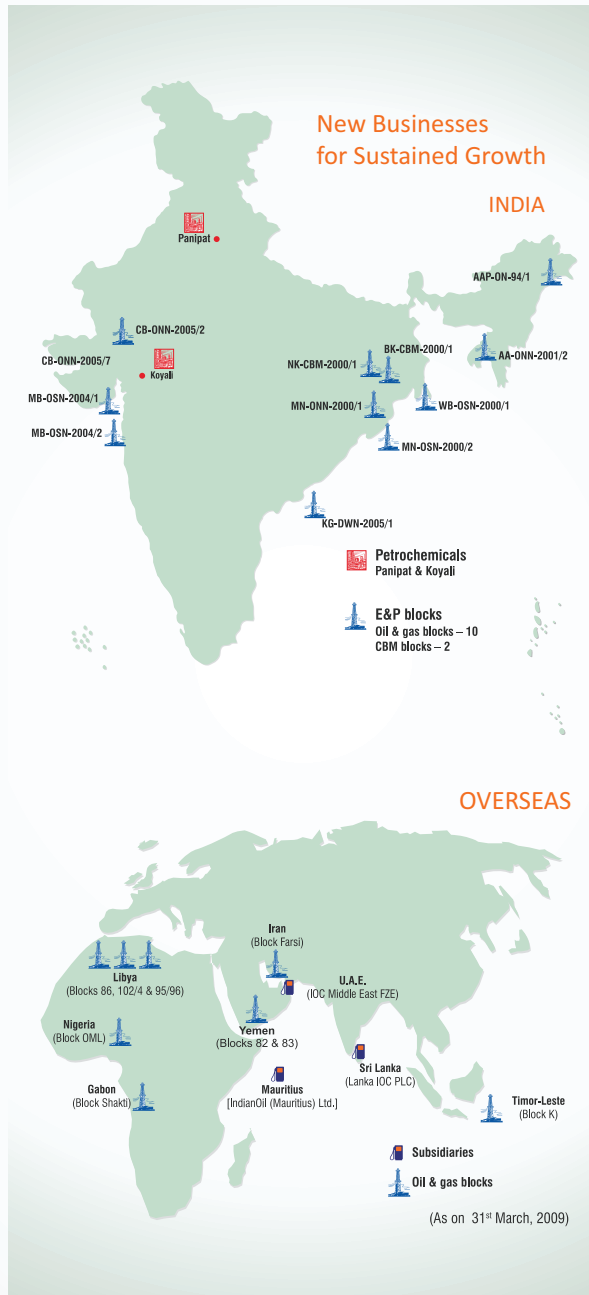 New Businesses
for Sustained Growth
INDIA
Panipat
AAP-ON-94/1
CB-ONN-2005/2
BK-CBM-2000/1
AA-ONN-2001/2
CB-ONN-2005/7
NK-CBM-2000/1
Koyali
MB-OSN-2004/1
MN-ONN-2000/1
WB-OSN-2000/1
MB-OSN-2004/2
MN-OSN-2000/2
KG-DWN-2005/1
Petrochemicals
Panipat & Koyali
E&P blocks
Oil & gas blocks – 10
CBM blocks – 2
OVERSEAS
Iran
(Block Farsi)
Libya
(Blocks 86, 102/4 & 95/96)
U.A.E.
(IOC Middle East FZE)
Nigeria
(Block OML)
Yemen
(Blocks 82 & 83)
Sri Lanka
(Lanka IOC PLC)
Gabon
(Block Shakti)
Mauritius
[IndianOil (Mauritius) Ltd.]
Timor-Leste
(Block K)
Subsidiaries
Oil & gas blocks
(As on 31st March, 2009)